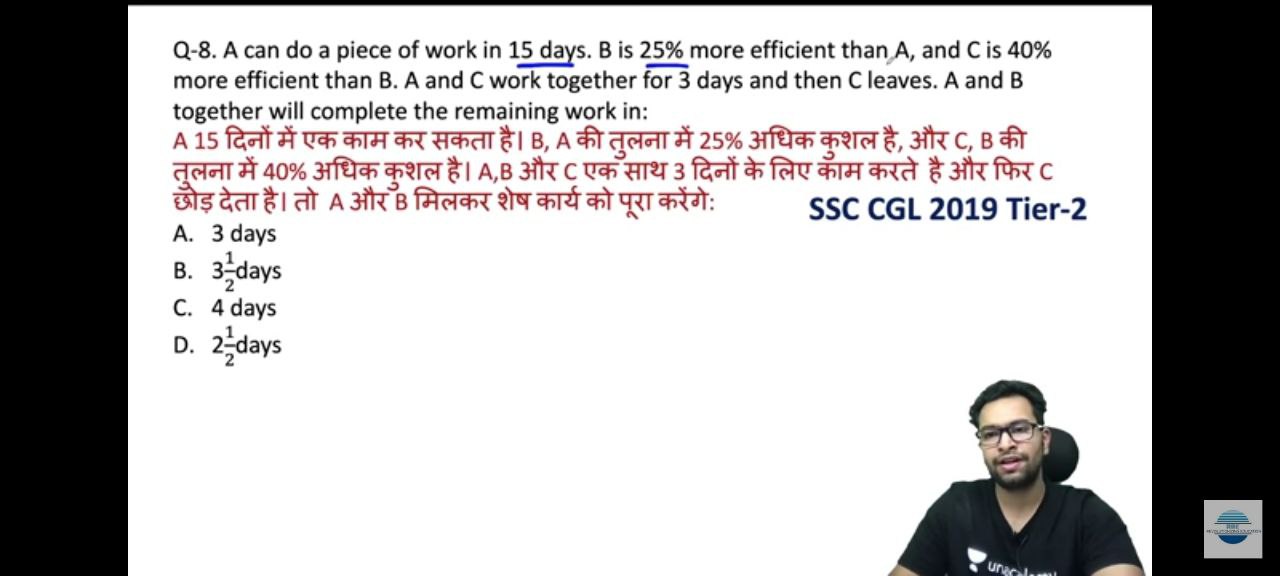 Q-8. A can do a piece of work in 15 days. B is 25% more efficient than A, and C is 40%
more efficient than B. A and C work together for 3 days and then C leaves. A and B
together will complete the remaining work in:
A 15 दिनों में एक काम कर सकता है। B, A की तुलना में 25% अधिक कुशल है, और C, B की
तुलना में 40% अधिक कुशल है। A,B और C एक साथ 3 दिनों के लिए काम करते है और फिर C
छोड़ देता है। तो A और B मिलकर शेष कार्य को पूरा करेंगे:
SSC CGL 2019 Tier-2
A. 3 days
B. 3 1/2 days
C. 4 days
D. 2 1/2 days